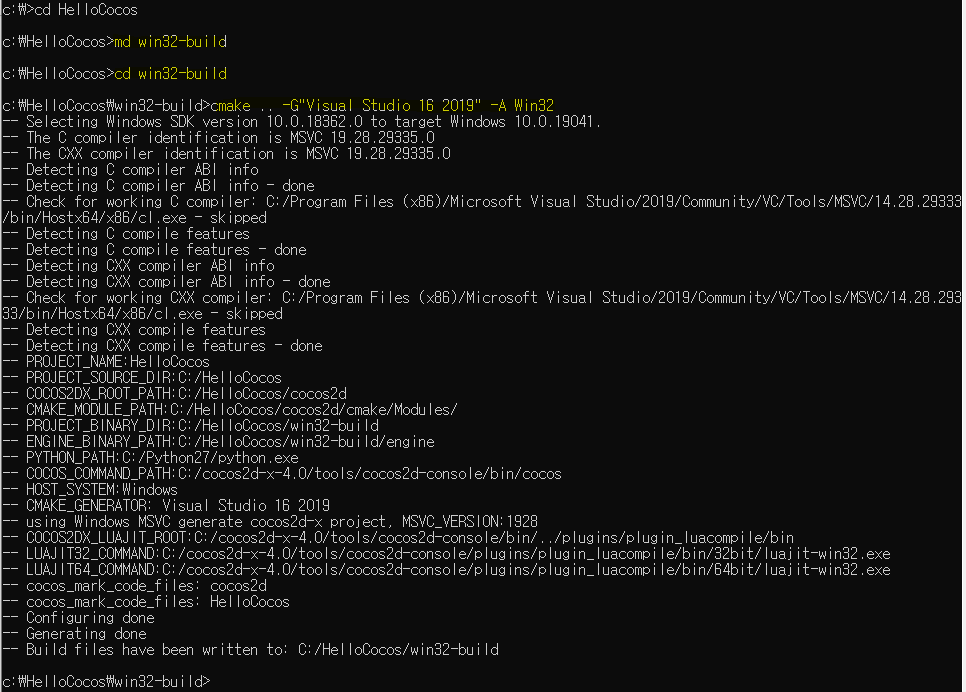 c:₩>cd HelloCocos
c:₩HelloCocos>md win32-build
c:₩HelloCocos>cd win32-build
c:₩HelloCocos₩win32-build>cmake .. -G"Visual Studio 16 2019" -A Win32
-- Selecting Windows SDK version 10.0.18362.0 to target Windows 10.0.19041.
-- The C compiler identification is MSVC 19.28.29335.0
-- The CXX compiler identification is MSVC 19.28.29335.0
-- Detecting C compiler ABI info
-- Detecting C compiler ABI info - done
-- Check for working C compiler: C:/Program Files (x86)/Microsoft Visual Studio/2019/Community/VC/Tools/MSVC/14.28.29333
/bin/Hostx64/x86/cl.exe - skipped
-- Detecting C compile features
-- Detecting C compile features - done
-- Detecting CXX compiler ABI info
-- Detecting CXX compiler ABI info - done
-- Check for working CXX compiler: C:/Program Files (x86)/Microsoft Visual Studio/2019/Community/VC/Tools/MSVC/14.28.293
33/bin/Hostx64/x86/cl.exe - skipped
-- Detecting CXX compile features
-- Detecting CXX compile features - done
-- PROJECT_NAME:HelloCocos
-- PROJECT_SOURCE_DIR:C:/HelloCocos
-- COCOS2DX_ROOT_PATH:C:/HelloCocos/cocos2d
-- CMAKE_MODULE_PATH:C:/HelloCocos/cocos2d/cmake/Modules/
-- PROJECT_BINARY_DIR:C:/HelloCocos/win32-build
-- ENGINE_BINARY_PATH:C:/HelloCocos/win32-build/engine
-- PYTHON_PATH:C:/Python27/python.exe
-- COCOS_COMMAND_PATH:C:/cocos2d-x-4.0/tools/cocos2d-console/bin/cocos
-- HOST_SYSTEM:Windows
-- CMAKE_GENERATOR: Visual Studio 16 2019
-- using Windows MSVC generate cocos2d-x project, MSVC_VERSION:1928
-- COCOS2DX_LUAJIT_ROOT:C:/cocos2d-x-4.0/tools/cocos2d-console/bin/../plugins/plugin_luacompile/bin
-- LUAJIT32_COMMAND:C:/cocos2d-x-4.0/tools/cocos2d-console/plugins/plugin_luacompile/bin/32bit/luajit-win32.exe
-- LUAJIT64_COMMAND:C:/cocos2d-x-4.0/tools/cocos2d-console/plugins/plugin_luacompile/bin/64bit/luajit-win32.exe
-- cocos_mark_code_files: cocos2d
-- cocos_mark_code_files: HelloCocos
-- Configuring done
-- Generating done
-- Build files have been written to: C:/HelloCocos/win32-build
c:₩HelloCocos₩win32-build>